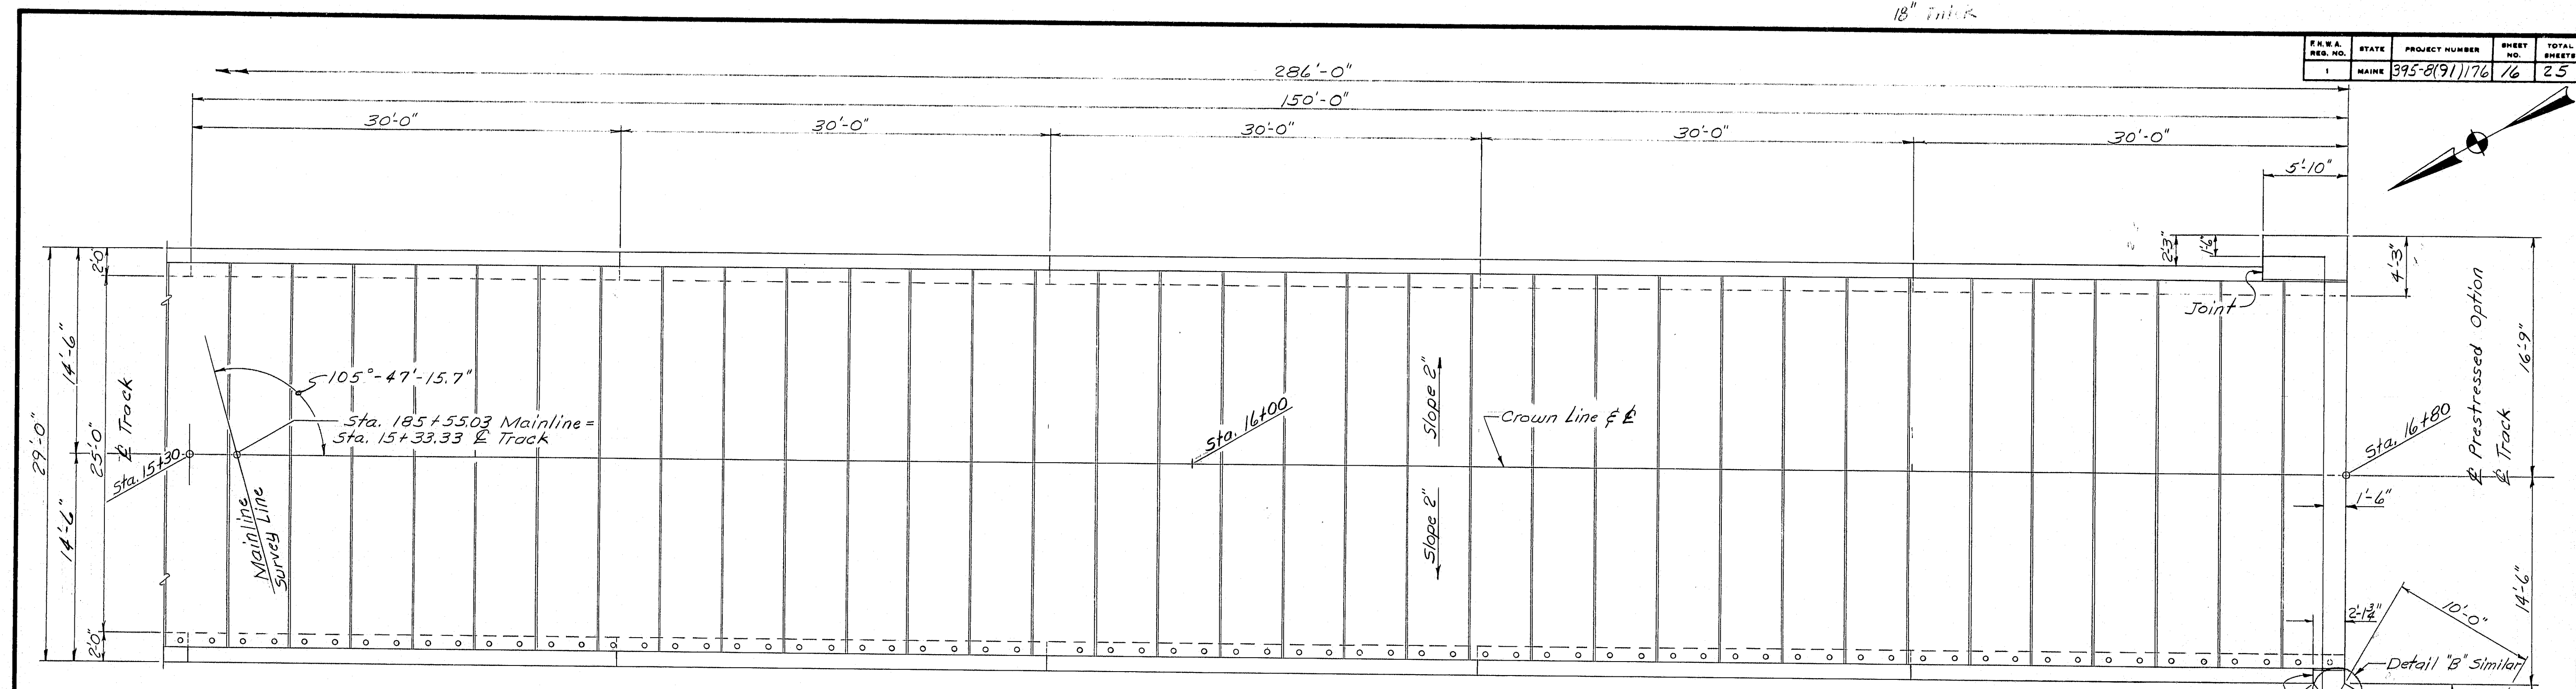 18" Thick
F.H.W.A. REG. NO. STATE PROJECT NUMBER SHEET NO. TOTAL SHEETS
1 MAINE 395-8(91)176 16 25
286'-0"
150'-0"
30'-0" 30'-0" 30'-0" 30'-0" 30'-0"
5'-10"
2'-0"
2'-3"
1'-6"
4'-3"
Joint
14'-6"
29'-0"
25'-0"
℄ Track
105°-47'-15.7"
Sta. 185+55.03 Mainline =
Sta. 15+33.33 ℄ Track
Sta. 15+30
Mainline
Survey Line
Sta. 16+00
Slope 2"
Slope 2"
Crown Line & ℄
Sta. 16+80
℄ Prestressed Option
℄ Track
16'-9"
1'-6"
14'-6"
14'-6"
2'-0"
2'-1¾"
10'-0"
Detail "B" Similar